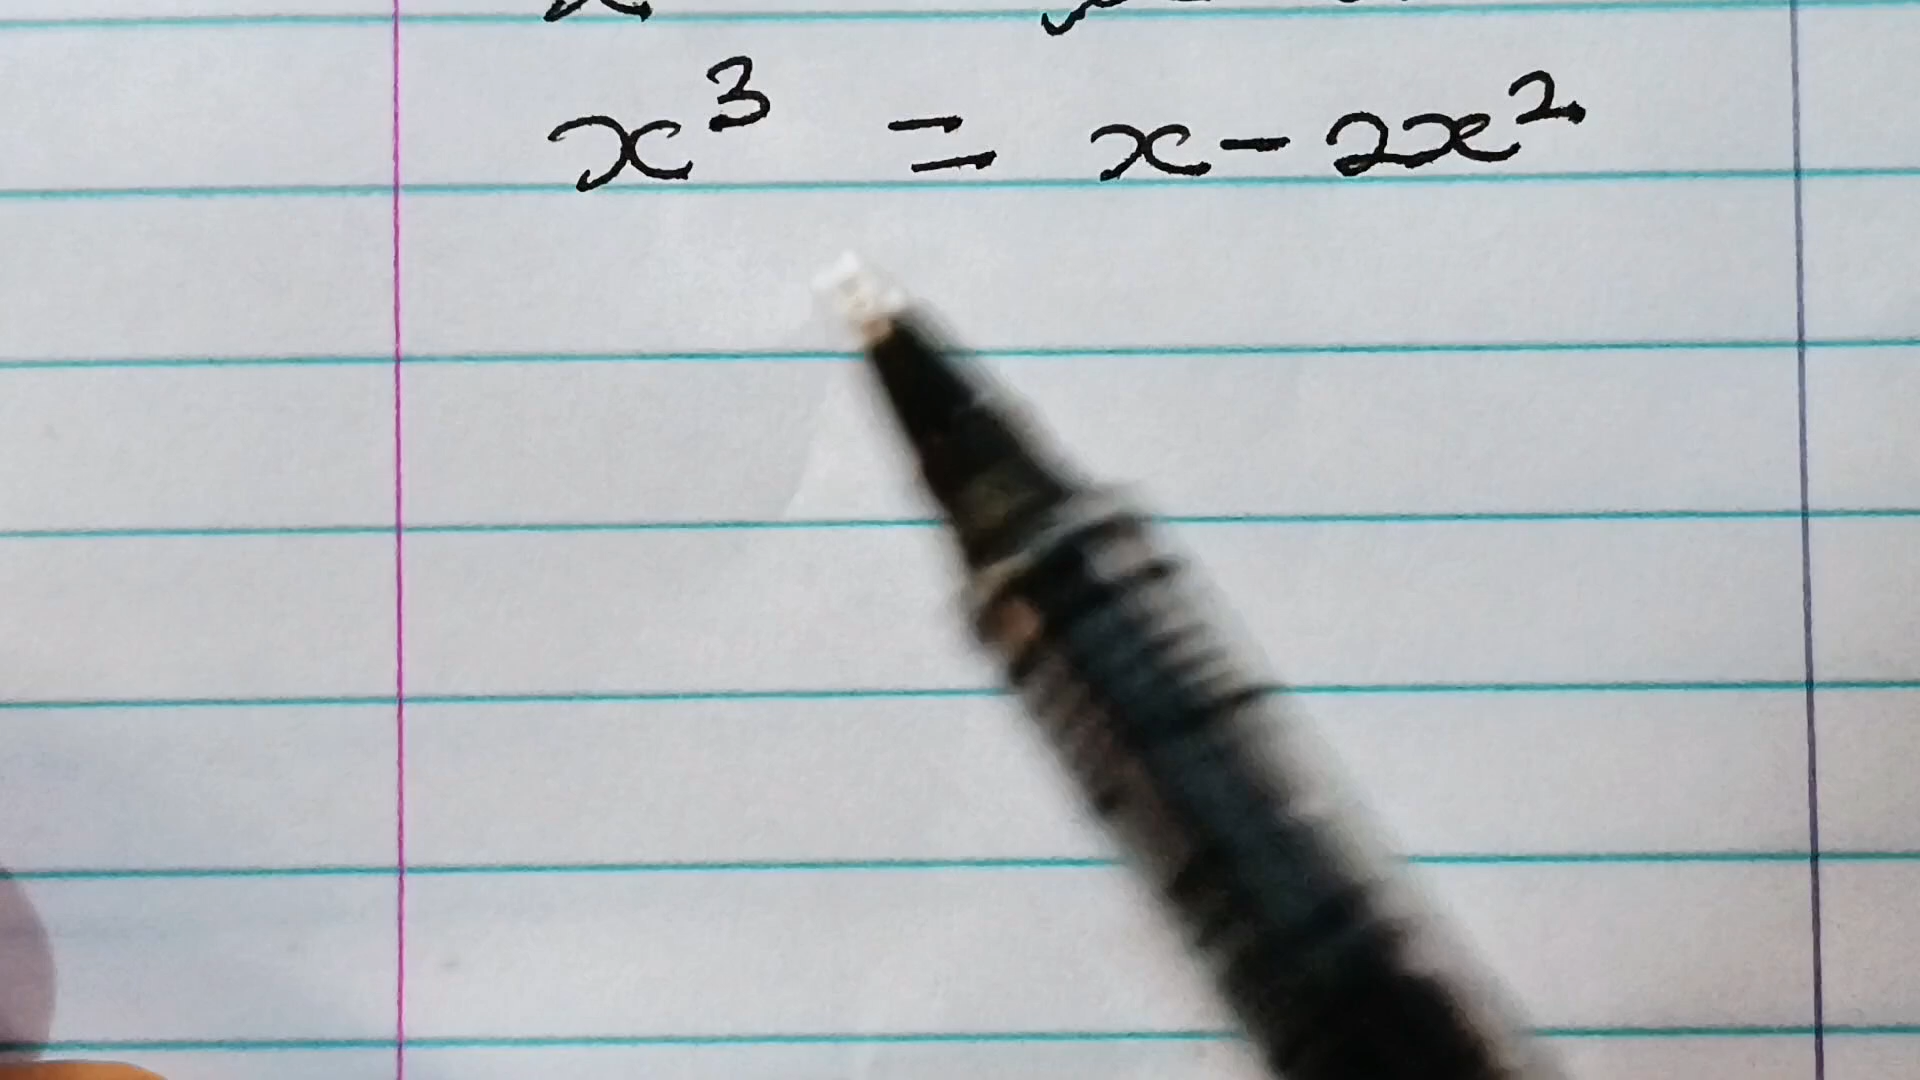 x³ = x - 2x²